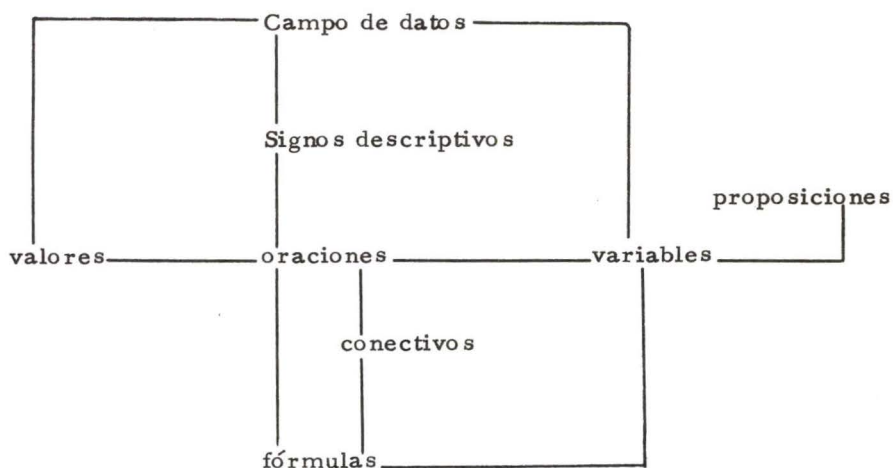 Campo de datos
Signos descriptivos
proposiciones
valores oraciones variables
conectivos
fórmulas